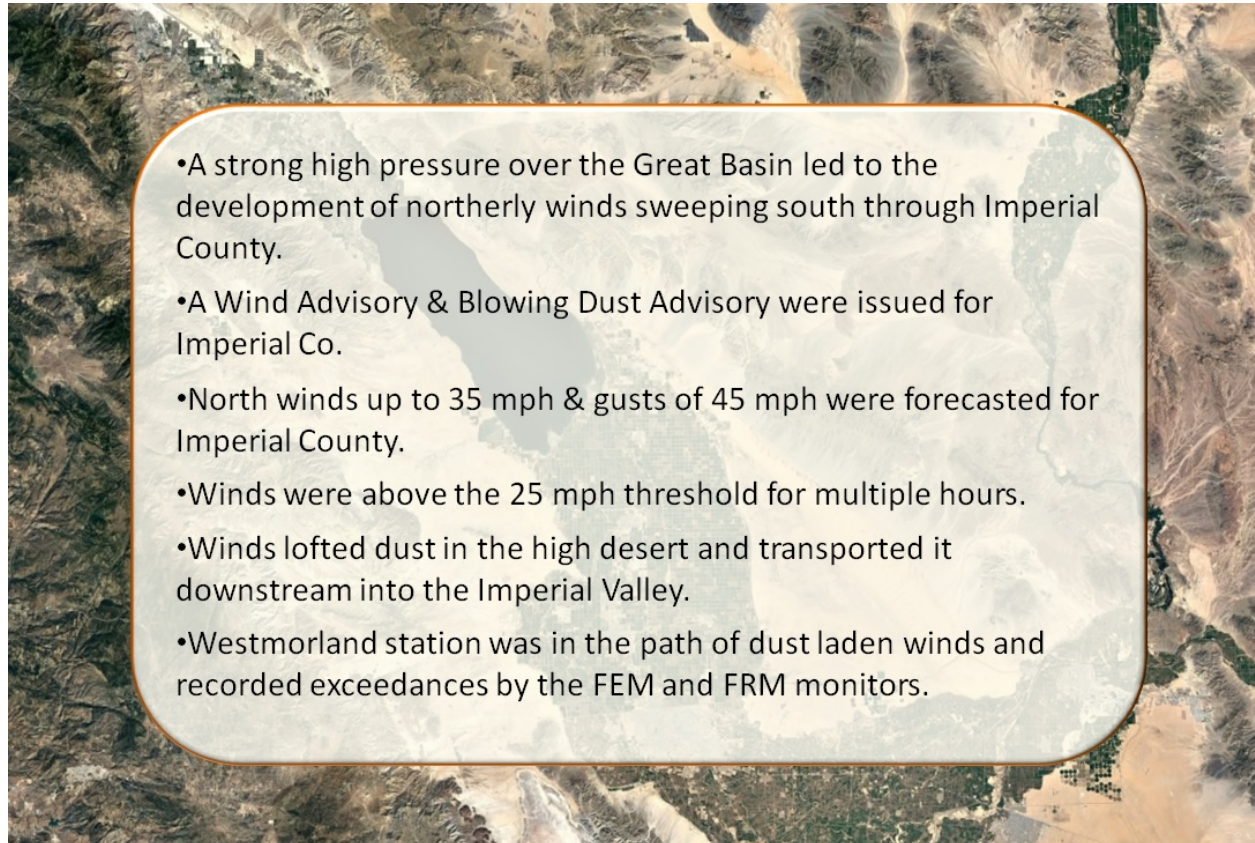 •A strong high pressure over the Great Basin led to the
development of northerly winds sweeping south through Imperial
County.
•A Wind Advisory & Blowing Dust Advisory were issued for
Imperial Co.
•North winds up to 35 mph & gusts of 45 mph were forecasted for
Imperial County.
•Winds were above the 25 mph threshold for multiple hours.
•Winds lofted dust in the high desert and transported it
downstream into the Imperial Valley.
•Westmorland station was in the path of dust laden winds and
recorded exceedances by the FEM and FRM monitors.